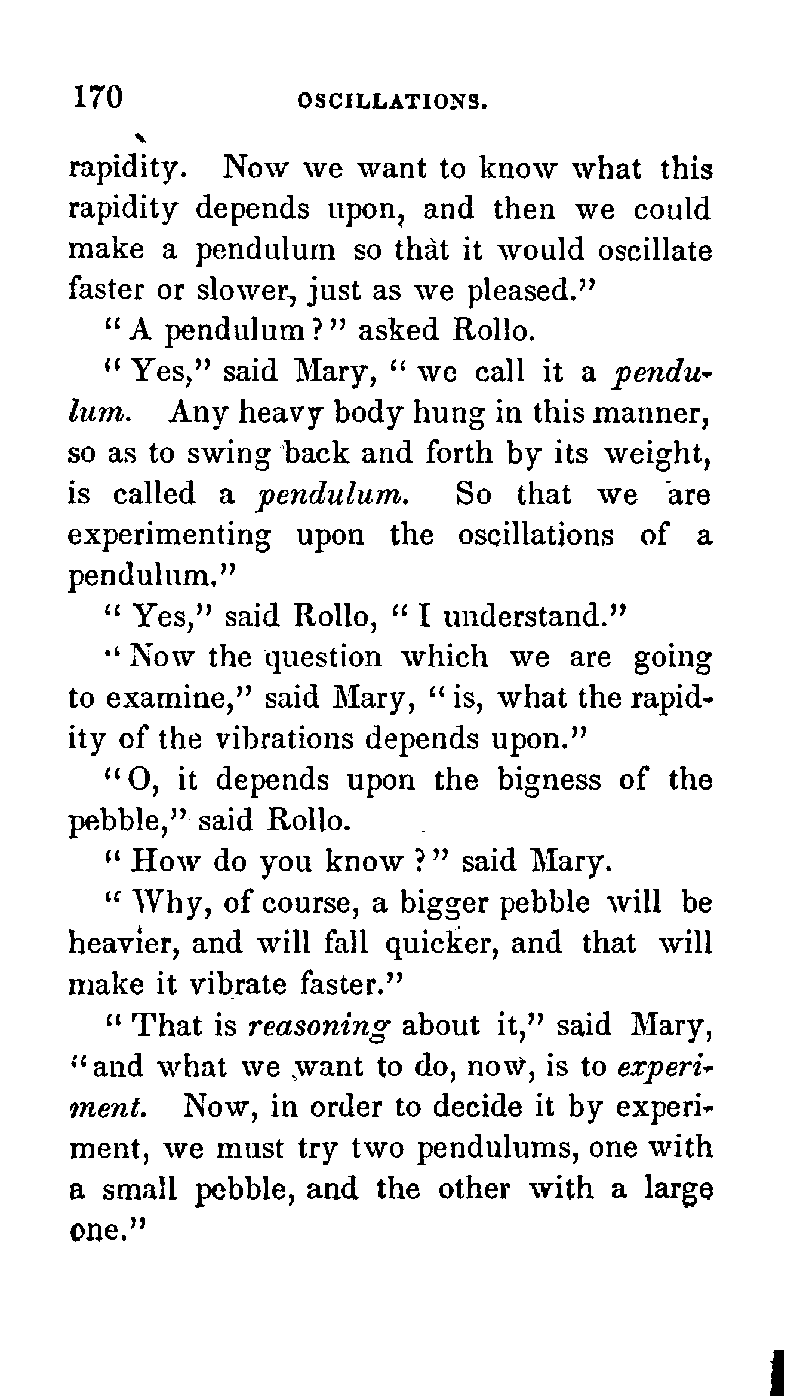 170 OSCILLATIONS.
rapidity. Now we want to know what this
rapidity depends upon, and then we could
make a pendulum so that it would oscillate
faster or slower, just as we pleased."
"A pendulum?" asked Rollo.
"Yes," said Mary, "we call it a pendu-
lum. Any heavy body hung in this manner,
so as to swing back and forth by its weight,
is called a pendulum. So that we are
experimenting upon the oscillations of a
pendulum."
"Yes," said Rollo, "I understand."
"Now the question which we are going
to examine," said Mary, "is, what the rapid-
ity of the vibrations depends upon."
"O, it depends upon the bigness of the
pebble," said Rollo.
"How do you know?" said Mary.
"Why, of course, a bigger pebble will be
heavier, and will fall quicker, and that will
make it vibrate faster."
"That is reasoning about it," said Mary,
"and what we want to do, now, is to experi-
ment. Now, in order to decide it by experi-
ment, we must try two pendulums, one with
a small pebble, and the other with a large
one."